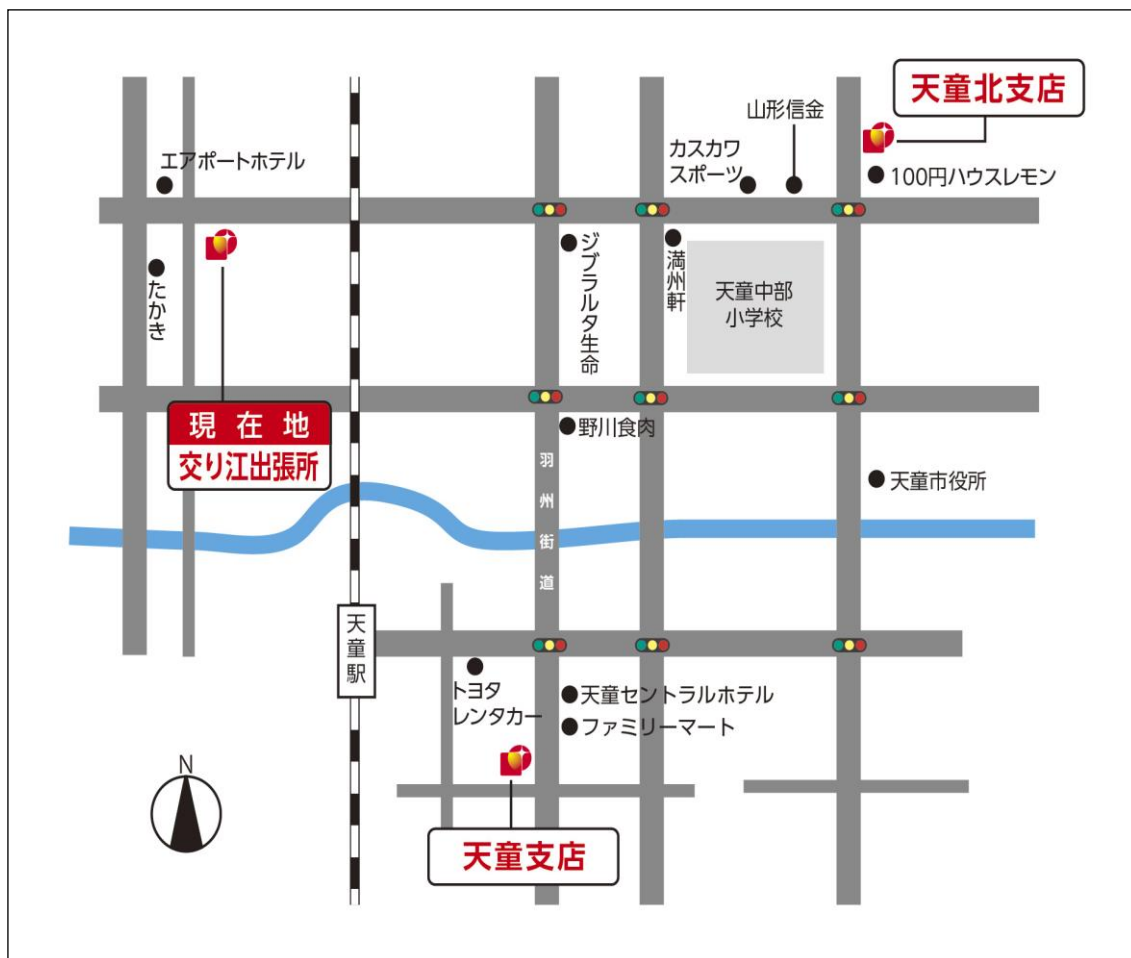 天童北支店
山形信金
カスカワ
スポーツ
エアポートホテル
100円ハウスレモン
たかき
ジブラルタ生命
満州軒
天童中部
小学校
現在地
交り江出張所
野川食肉
羽州街道
天童市役所
天童駅
トヨタ
レンタカー
天童セントラルホテル
ファミリーマート
N
天童支店